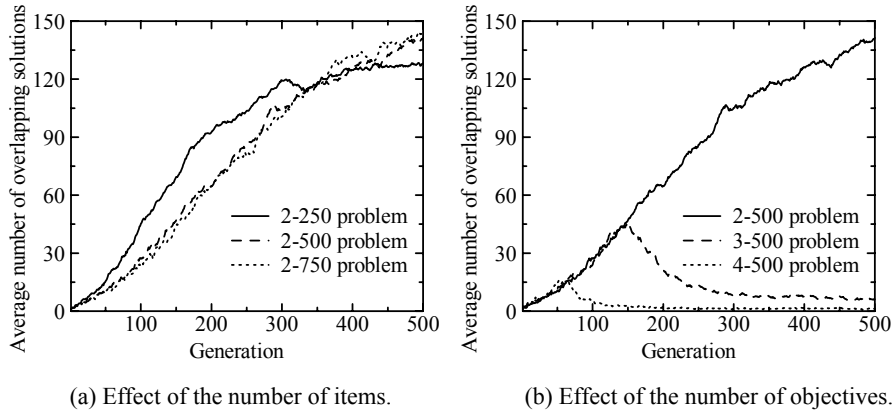 Average number of overlapping solutions
150
120
90
60
30
0
100 200 300 400 500
Generation
2-250 problem
2-500 problem
2-750 problem
(a) Effect of the number of items.
Average number of overlapping solutions
150
120
90
60
30
0
100 200 300 400 500
Generation
2-500 problem
3-500 problem
4-500 problem
(b) Effect of the number of objectives.